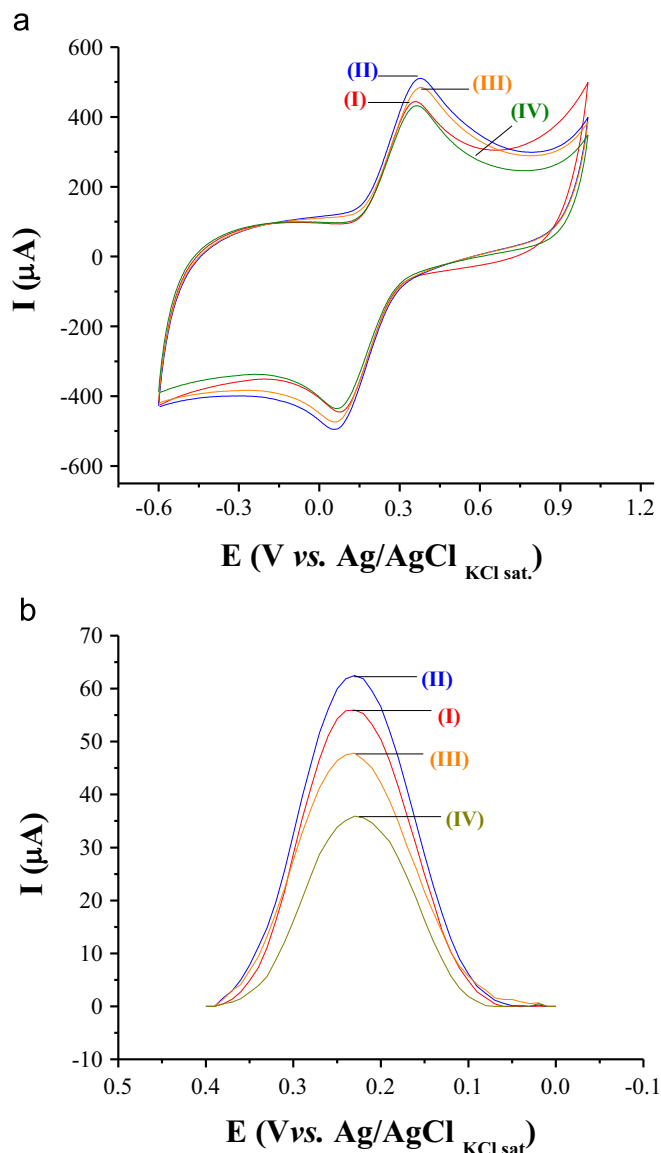 a
600
400
200
0
-200
-400
-600
I (µA)
(II)
(III)
(I)
(IV)
-0.6 -0.3 0.0 0.3 0.6 0.9 1.2
E (V vs. Ag/AgCl KCl sat.)
b
70
60
50
40
30
20
10
0
-10
I (µA)
(II)
(I)
(III)
(IV)
0.5 0.4 0.3 0.2 0.1 0.0 -0.1
E (Vvs. Ag/AgCl KCl sat)